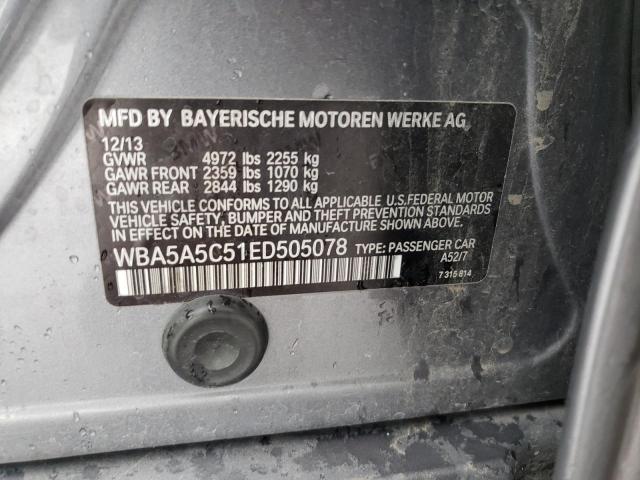 MFD BY BAYERISCHE MOTOREN WERKE AG
12/13
GVWR 4972 lbs 2255 kg
GAWR FRONT 2359 lbs 1070 kg
GAWR REAR 2844 lbs 1290 kg
THIS VEHICLE CONFORMS TO ALL APPLICABLE U.S.FEDERAL MOTOR
VEHICLE SAFETY, BUMPER AND THEFT PREVENTION STANDARDS
IN EFFECT ON THE DATE OF MANUFACTURE SHOWN ABOVE.
WBA5A5C51ED505078 TYPE: PASSENGER CAR
A52/7
7 315 814